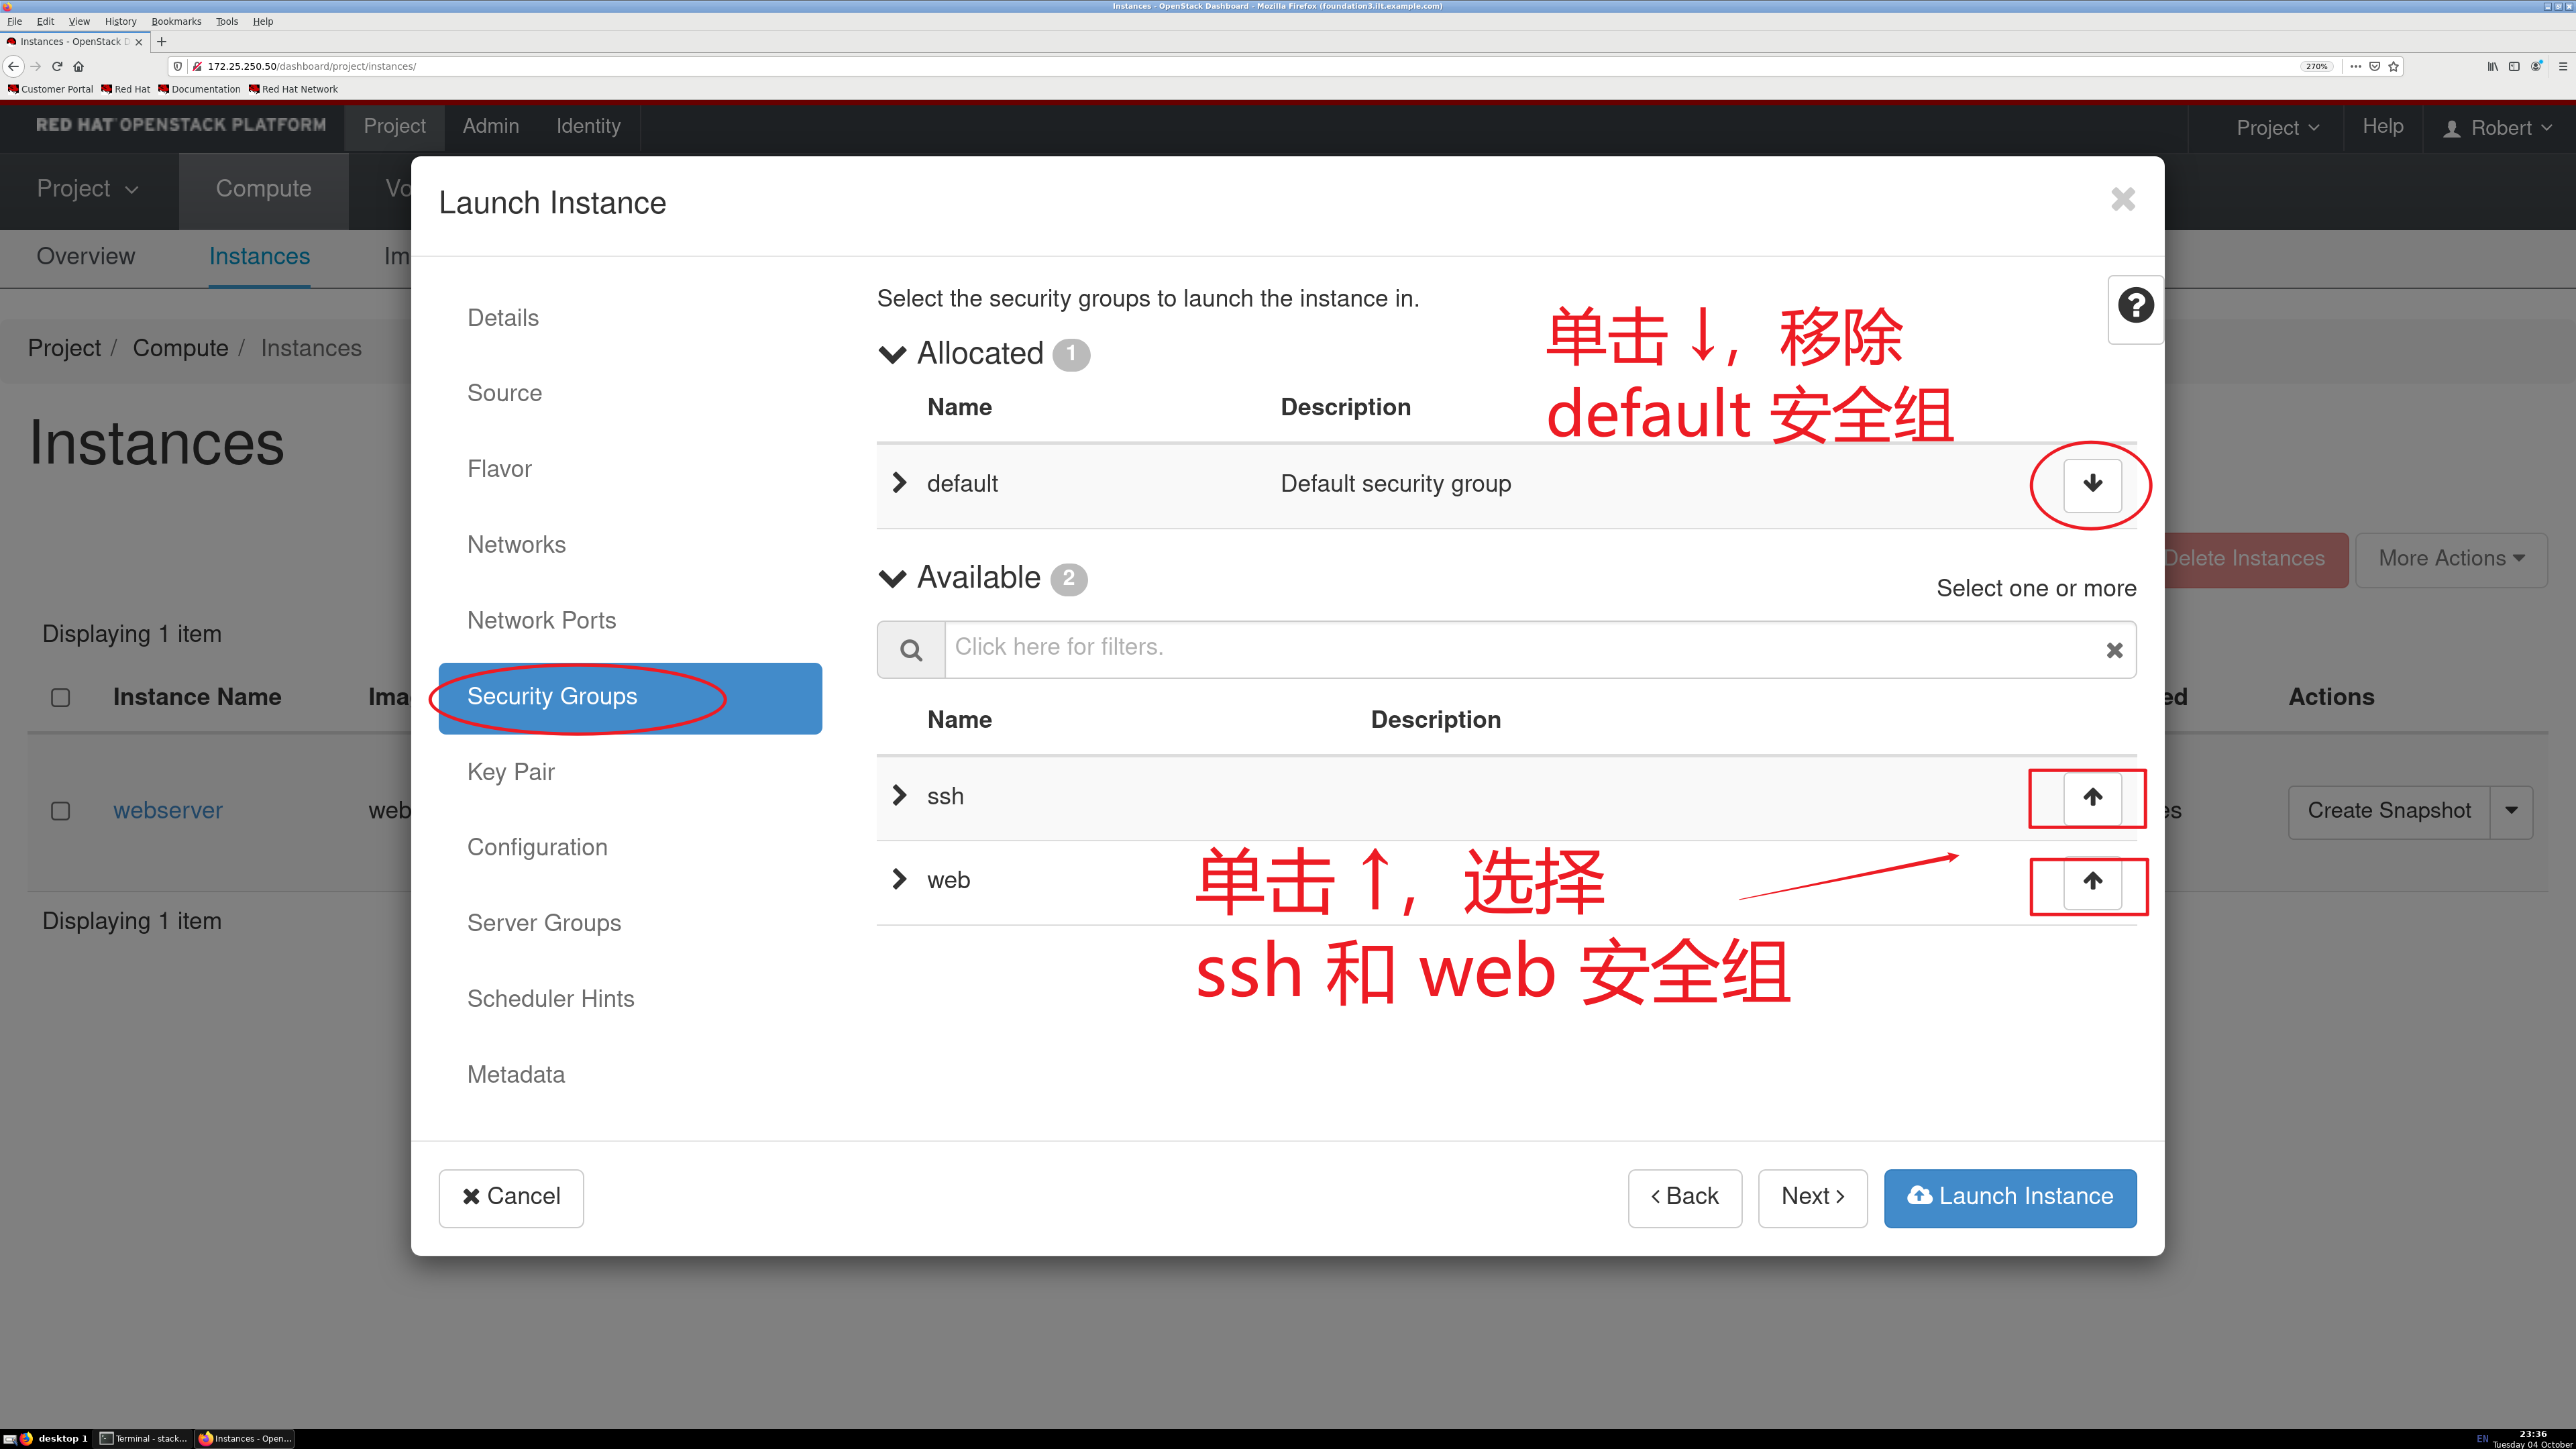 Instances - OpenStack Dashboard - Mozilla Firefox (foundation3.ilt.example.com)
File Edit View History Bookmarks Tools Help
Instances - OpenStack D
172.25.250.50/dashboard/project/instances/
270%
Customer Portal Red Hat Documentation Red Hat Network
RED HAT OPENSTACK PLATFORM Project Admin Identity Project Help Robert
Project Compute Vo
Launch Instance
Overview Instances Im
Select the security groups to launch the instance in.
Details
单击↓，移除
Project / Compute / Instances
Allocated 1
Source
Name Description
default 安全组
Instances
Flavor
default Default security group
Networks
Delete Instances More Actions
Available 2
Select one or more
Network Ports
Displaying 1 item
Click here for filters.
Instance Name Ima
Security Groups
ed Actions
Name Description
Key Pair
ssh
webserver web
es Create Snapshot
Configuration
web
单击↑，选择
Server Groups
Displaying 1 item
ssh 和 web 安全组
Scheduler Hints
Metadata
Cancel Back Next Launch Instance
desktop 1 Terminal - stack... Instances - Open...
EN 23:36
Tuesday 04 October